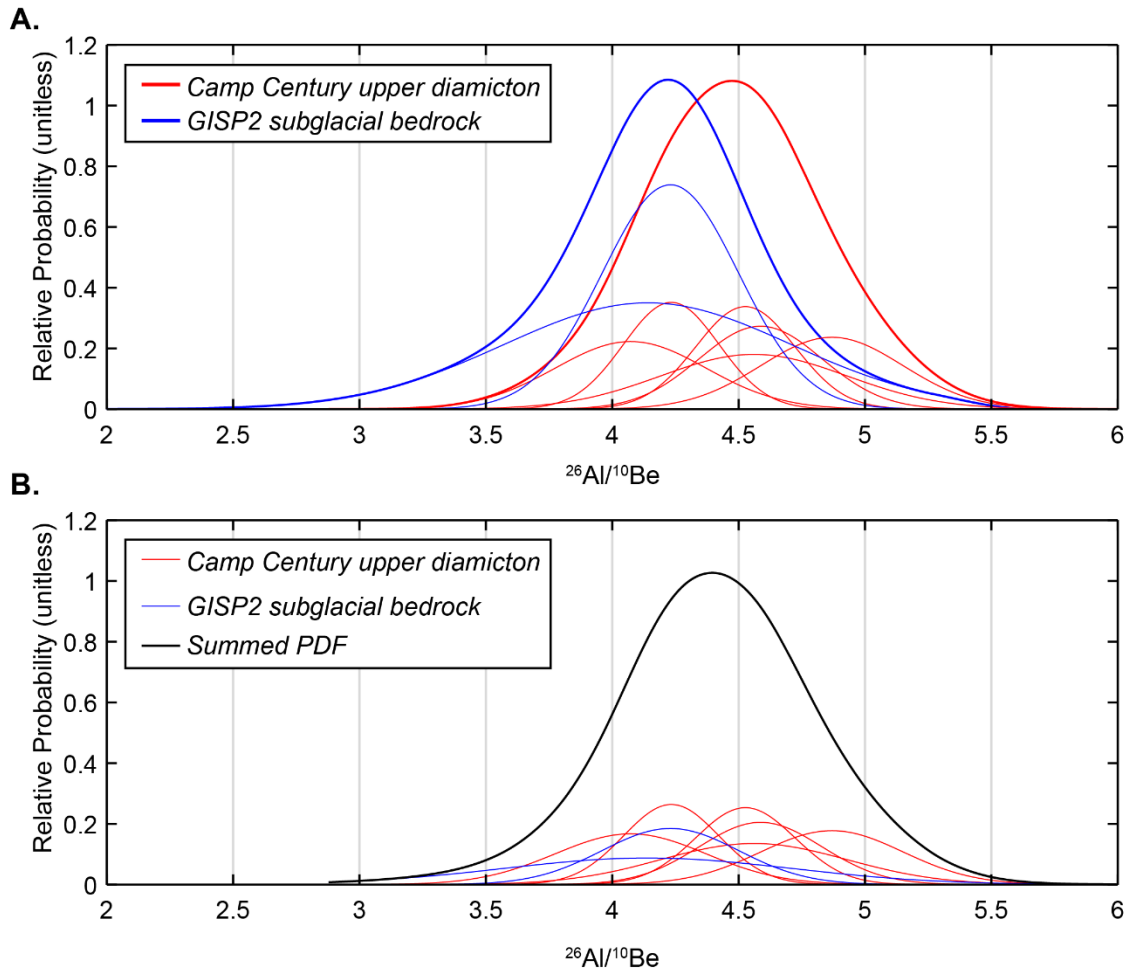 A.
Relative Probability (unitless)
1.2
1
0.8
0.6
0.4
0.2
0
Camp Century upper diamicton
GISP2 subglacial bedrock
2 2.5 3 3.5 4 4.5 5 5.5 6
²⁶Al/¹⁰Be
B.
Relative Probability (unitless)
1.2
1
0.8
0.6
0.4
0.2
0
Camp Century upper diamicton
GISP2 subglacial bedrock
Summed PDF
2 2.5 3 3.5 4 4.5 5 5.5 6
²⁶Al/¹⁰Be